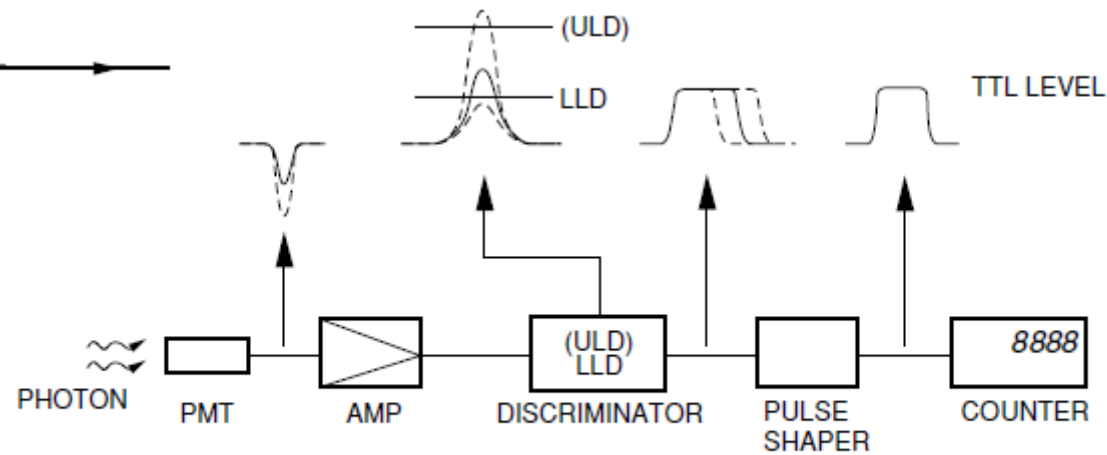 (ULD)
LLD
TTL LEVEL
(ULD)
LLD
8888
PHOTON
PMT
AMP
DISCRIMINATOR
PULSE
SHAPER
COUNTER